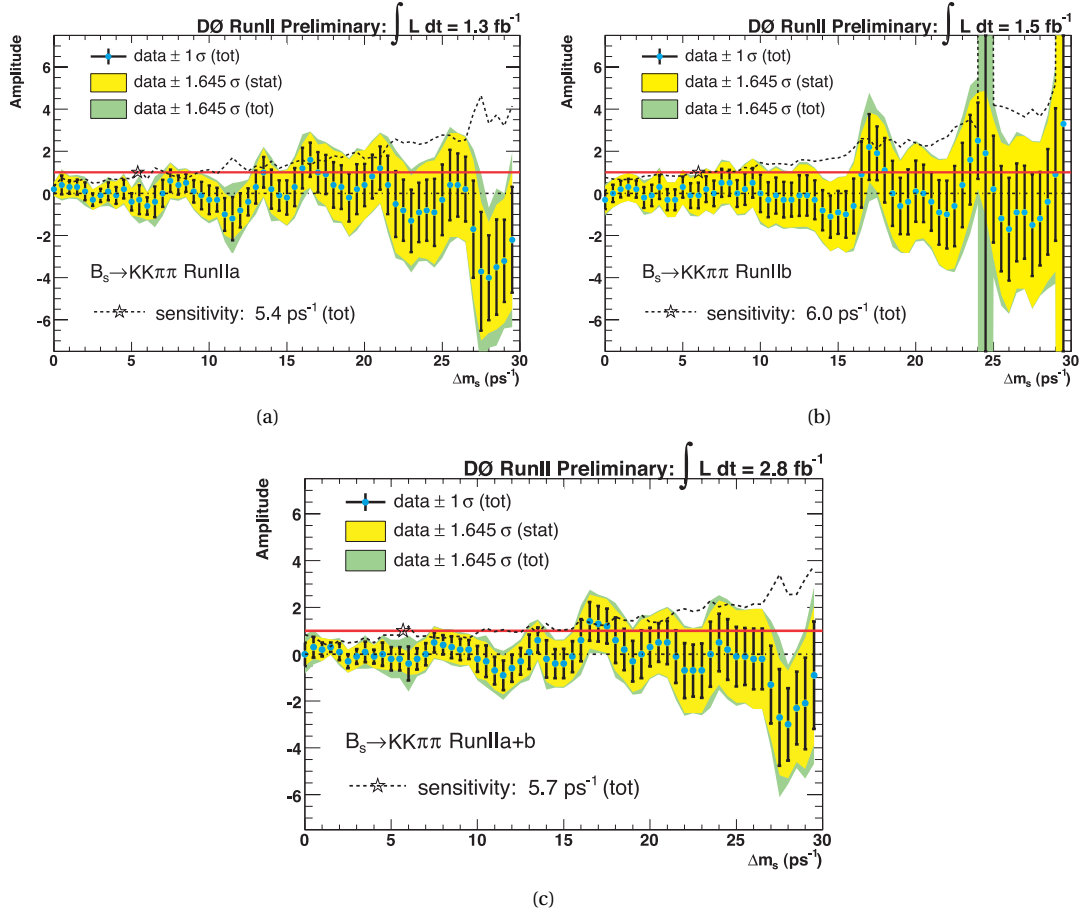 DØ RunII Preliminary: ∫ L dt = 1.3 fb⁻¹
Amplitude
data ± 1 σ (tot)
data ± 1.645 σ (stat)
data ± 1.645 σ (tot)
6
4
2
0
-2
-4
-6
Bs→KKππ RunIIa
sensitivity: 5.4 ps⁻¹ (tot)
0 5 10 15 20 25 30
Δms (ps⁻¹)
(a)
DØ RunII Preliminary: ∫ L dt = 1.5 fb⁻¹
Amplitude
data ± 1 σ (tot)
data ± 1.645 σ (stat)
data ± 1.645 σ (tot)
6
4
2
0
-2
-4
-6
Bs→KKππ RunIIb
sensitivity: 6.0 ps⁻¹ (tot)
0 5 10 15 20 25 30
Δms (ps⁻¹)
(b)
DØ RunII Preliminary: ∫ L dt = 2.8 fb⁻¹
Amplitude
data ± 1 σ (tot)
data ± 1.645 σ (stat)
data ± 1.645 σ (tot)
6
4
2
0
-2
-4
-6
Bs→KKππ RunIIa+b
sensitivity: 5.7 ps⁻¹ (tot)
0 5 10 15 20 25 30
Δms (ps⁻¹)
(c)